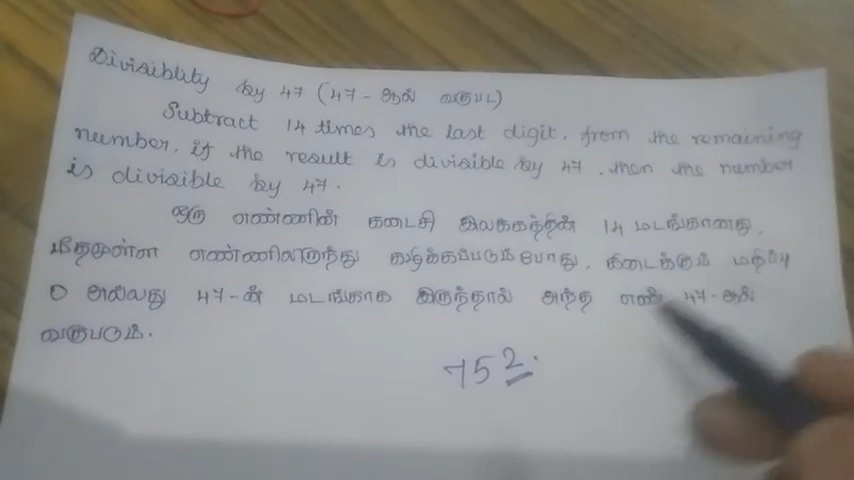 Divisiblity by 47 (47 - ஆல் வகுபட)
Subtract 14 times the last digit. from the remaining
number, if the result is divisible by 47. then the number
is divisible by 47.
ஒரு எண்ணின் கடைசி இலக்கத்தின் 14 மடங்கானது,
மீதமுள்ள எண்ணிலிருந்து கழிக்கப்படும்போது, கிடைக்கும் மதிப்பு
0 அல்லது 47-ன் மடங்காக இருந்தால் அந்த எண் 47-ஆல்
வகுபடும்.
752.